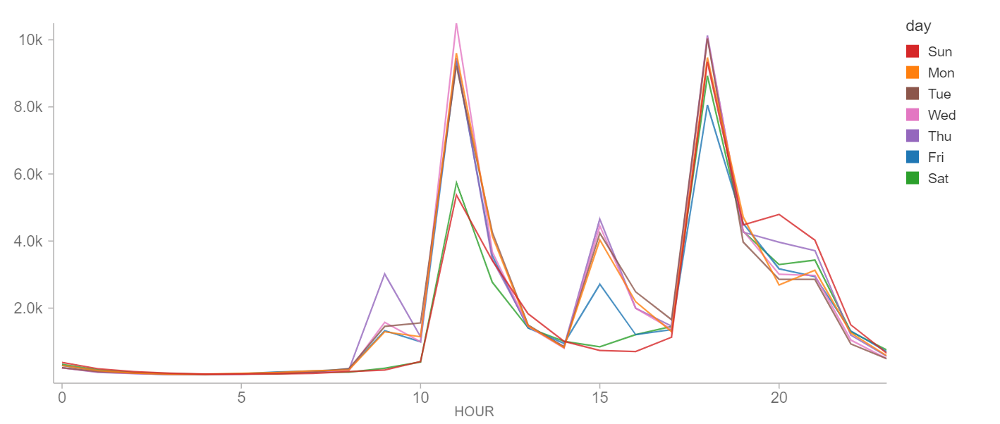 10k
8.0k
6.0k
4.0k
2.0k
0 5 10 15 20
HOUR
day
Sun
Mon
Tue
Wed
Thu
Fri
Sat